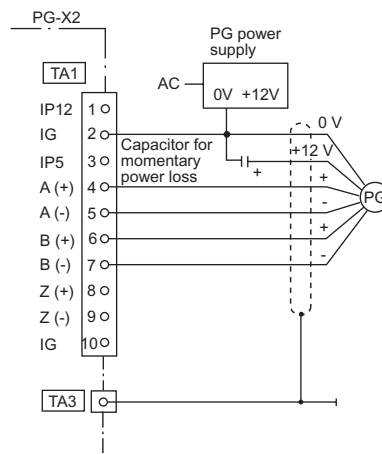 PG-X2
PG power
supply
TA1
AC
0V +12V
IP12 1
0 V
IG 2
Capacitor for
momentary
power loss
+12 V
IP5 3
+
A (+) 4
+
A (-) 5
-
PG
B (+) 6
+
B (-) 7
-
Z (+) 8
Z (-) 9
IG 10
TA3